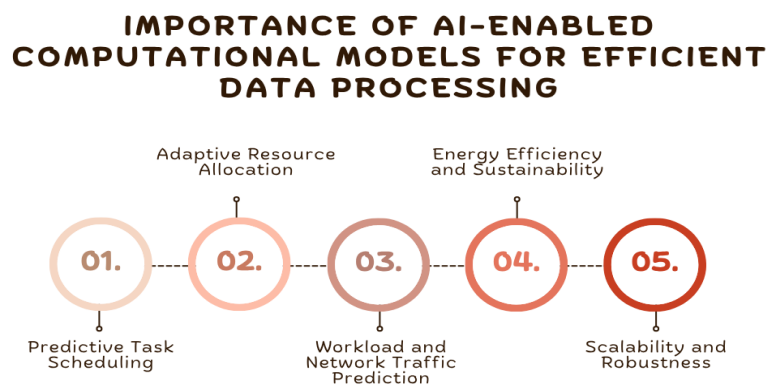 IMPORTANCE OF AI-ENABLED
COMPUTATIONAL MODELS FOR EFFICIENT
DATA PROCESSING
Adaptive Resource
Allocation
Energy Efficiency
and Sustainability
01.
02.
03.
04.
05.
Predictive Task
Scheduling
Workload and
Network Traffic
Prediction
Scalability and
Robustness